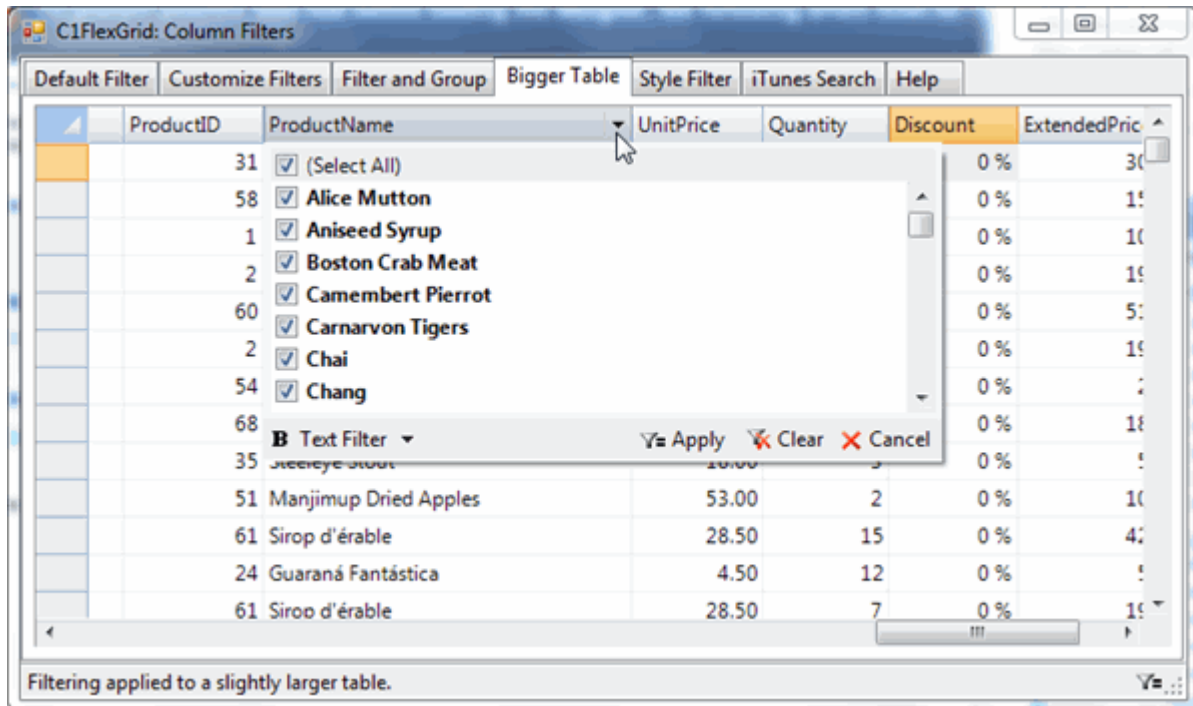 C1FlexGrid: Column Filters
Default Filter Customize Filters Filter and Group Bigger Table Style Filter iTunes Search Help
ProductID ProductName UnitPrice Quantity Discount ExtendedPric
31 (Select All) 0 %
58 Alice Mutton 0 %
1 Aniseed Syrup 0 %
2 Boston Crab Meat 0 %
60 Camembert Pierrot 0 %
2 Carnarvon Tigers 0 %
Chai
54 Chang 0 %
68 B Text Filter Apply Clear Cancel 0 %
35 Steeleye Stout 0 %
51 Manjimup Dried Apples 53.00 2 0 %
61 Sirop d'érable 28.50 15 0 %
24 Guaraná Fantástica 4.50 12 0 %
61 Sirop d'érable 28.50 7 0 %
Filtering applied to a slightly larger table.